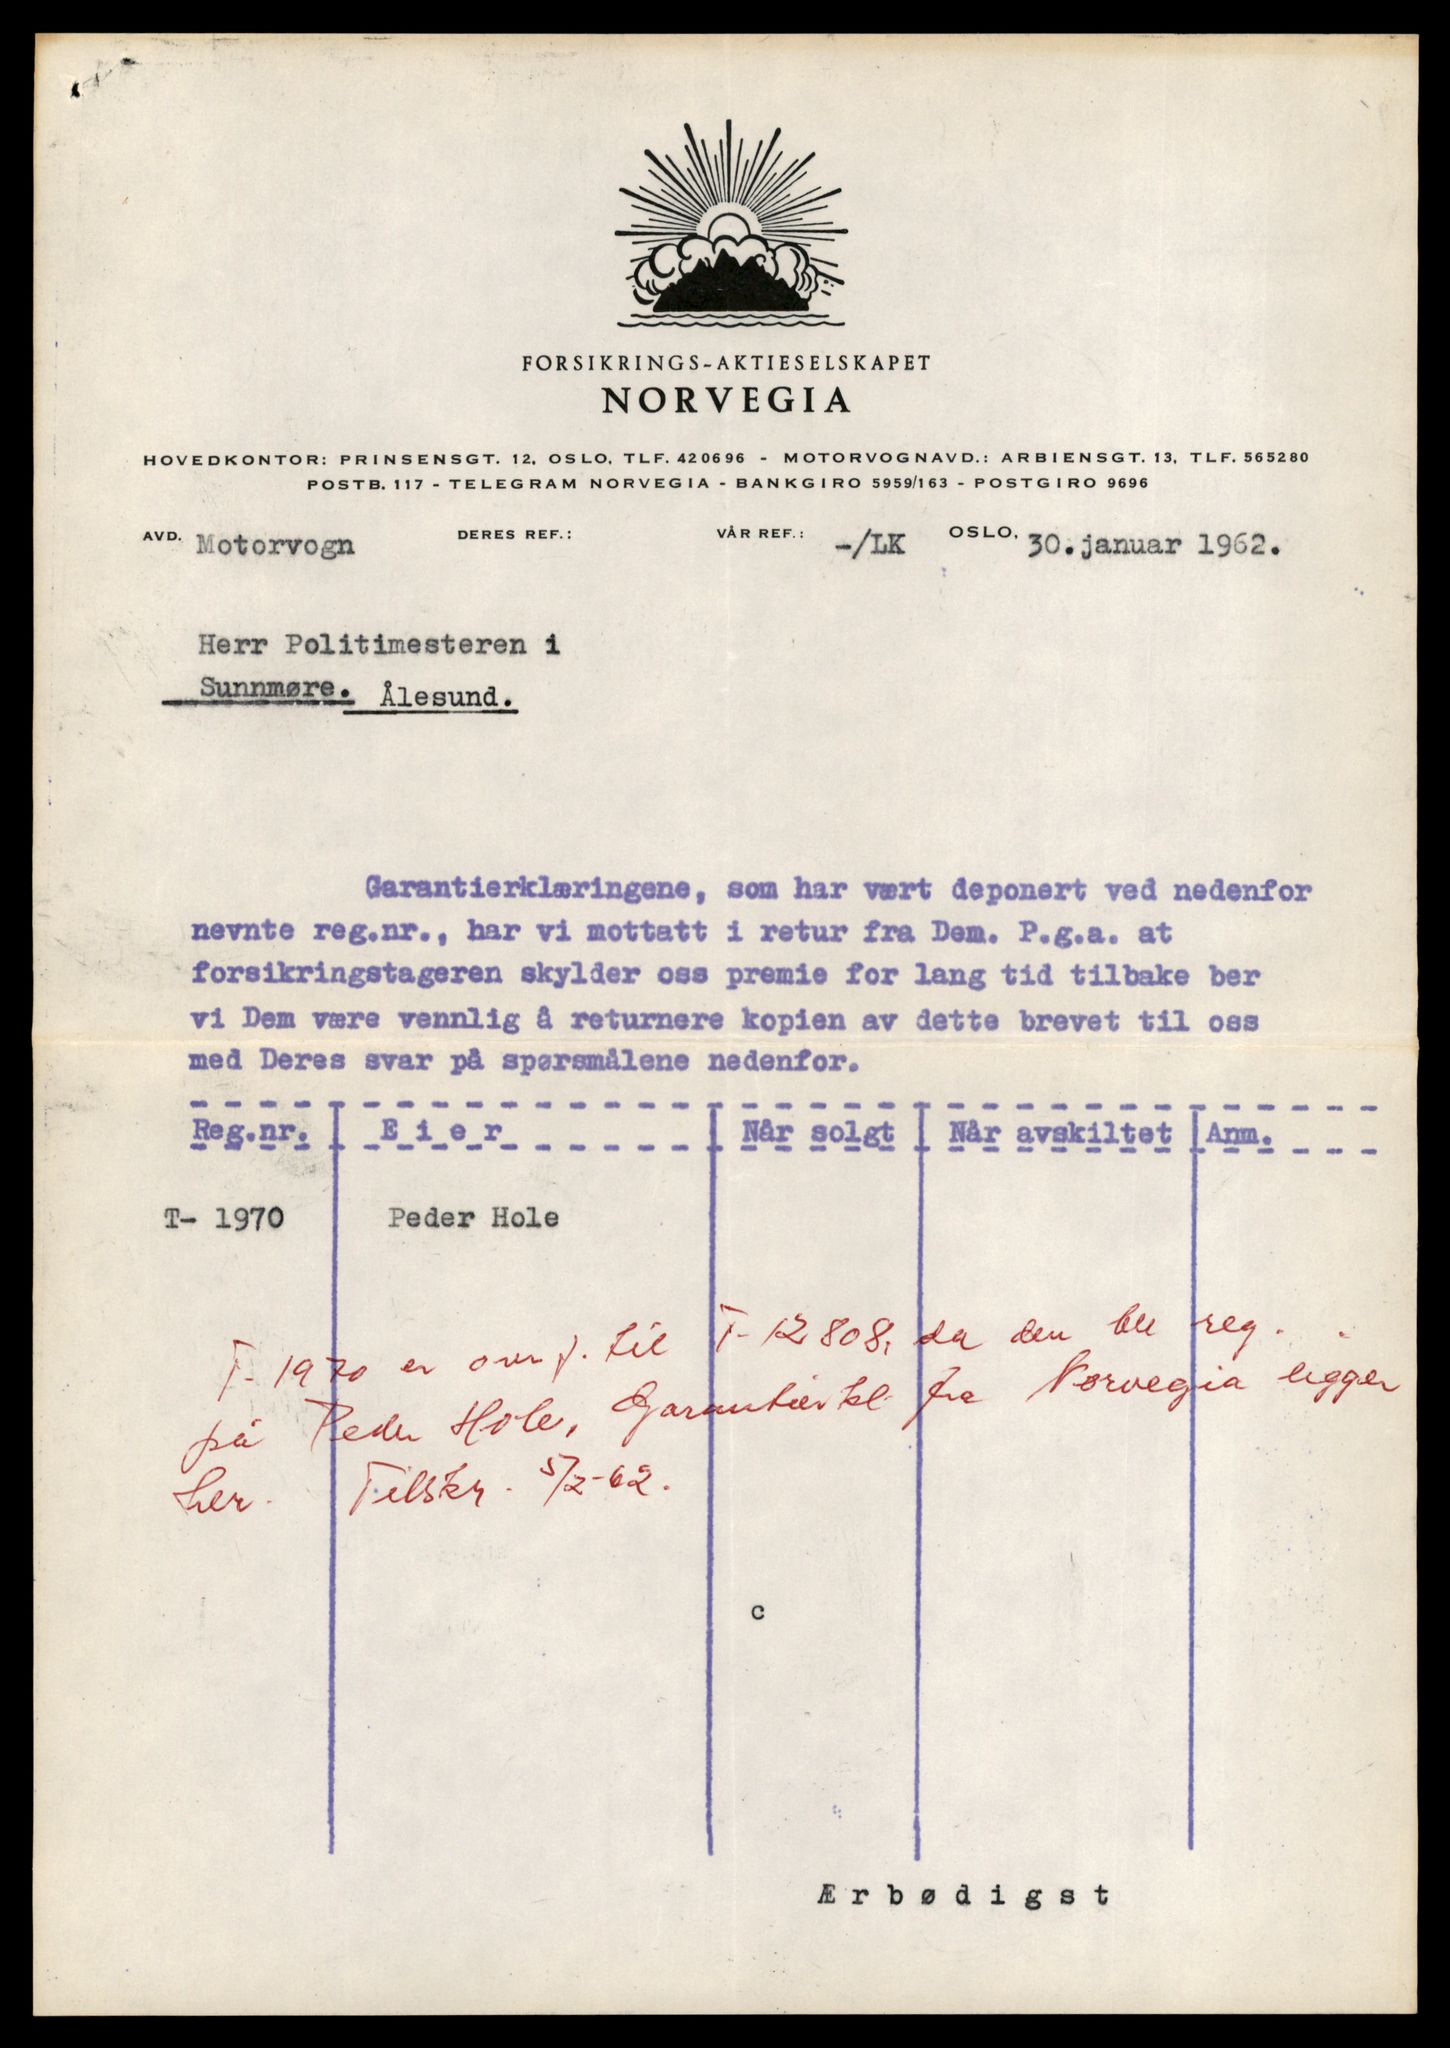 FORSIKRINGS-AKTIESELSKAPET
NORVEGIA
HOVEDKONTOR: PRINSENSGT. 12, OSLO, TLF. 420696 - MOTORVOGNAVD.: ARBIENSGT. 13, TLF. 565280
POSTB. 117 - TELEGRAM NORVEGIA - BANKGIRO 5959/163 - POSTGIRO 9696
AVD. Motorvogn DERES REF.: VÅR REF.: -/LK OSLO, 30.januar 1962.
Herr Politimesteren i
Sunnmøre. Ålesund.
Garantierklæringene, som har vært deponert ved nedenfor
nevnte reg.nr., har vi mottatt i retur fra Dem. P.g.a. at
forsikringstageren skylder oss premie for lang tid tilbake ber
vi Dem være vennlig å returnere kopien av dette brevet til oss
med Deres svar på spørsmålene nedenfor.
Reg.nr. E i e r Når solgt Når avskiltet Anm.
T- 1970 Peder Hole
T- 1970 er overf. til T- 12808, da den ble reg.
på Peder Hole, Garantierkl. fra Norvegia ligger
her. Tilskr. 5/2-62.
c
Æ r b ø d i g s t